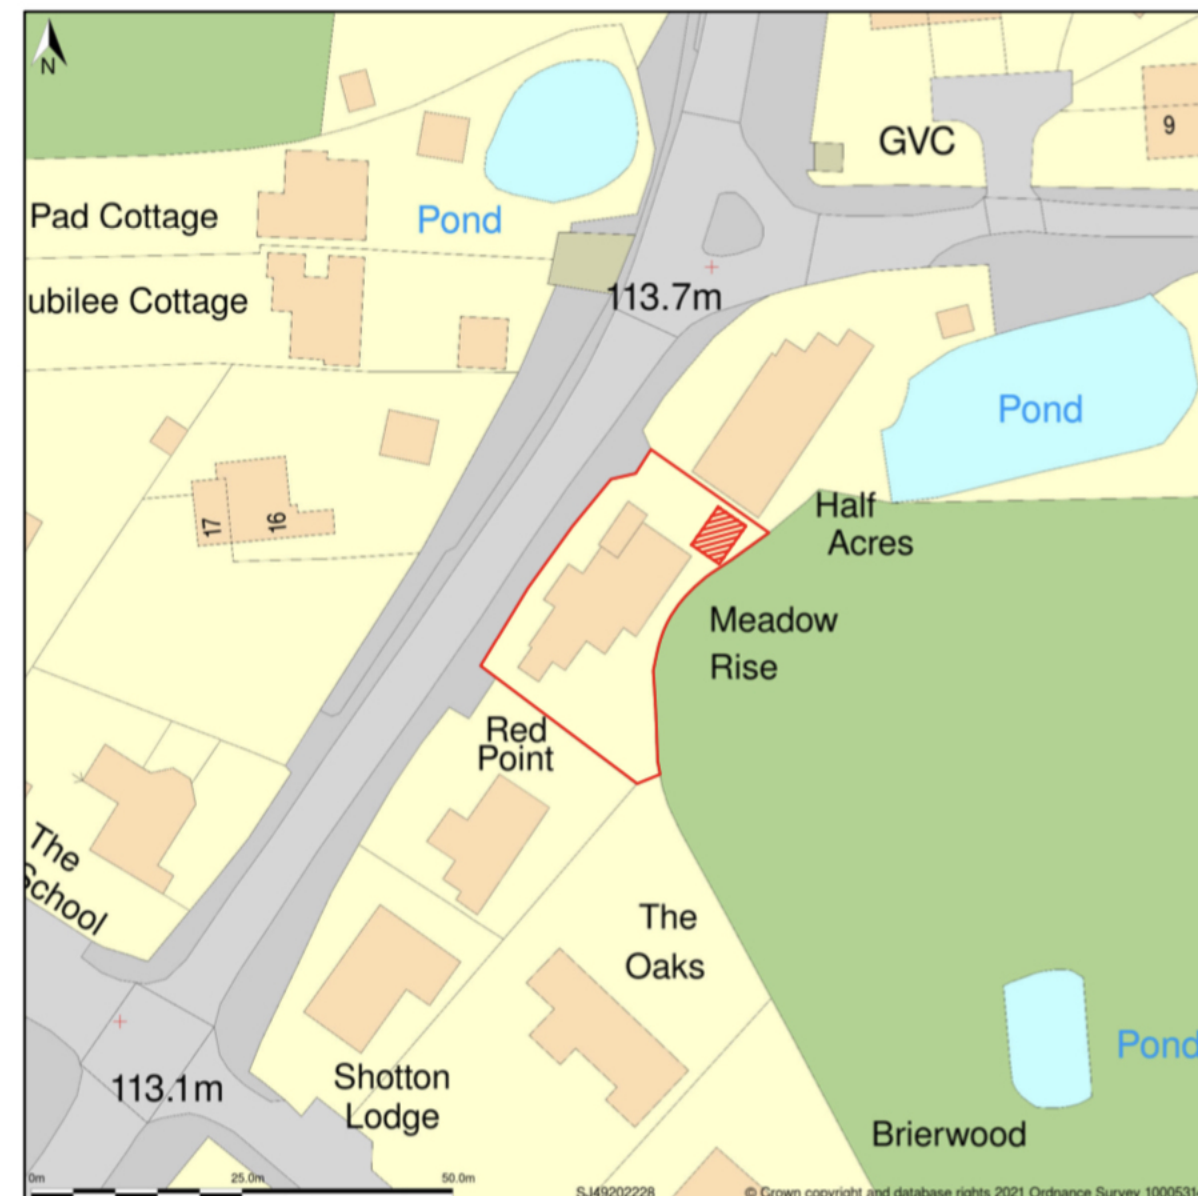 N
GVC
9
Pad Cottage
Pond
ubilee Cottage
113.7m
Pond
Half
Acres
17
16
Meadow
Rise
Red
Point
The
School
The
Oaks
Pond
113.1m
Shotton
Lodge
Brierwood
0m
25.0m
50.0m
SJ49202228
© Crown copyright and database rights 2021 Ordnance Survey 1000531